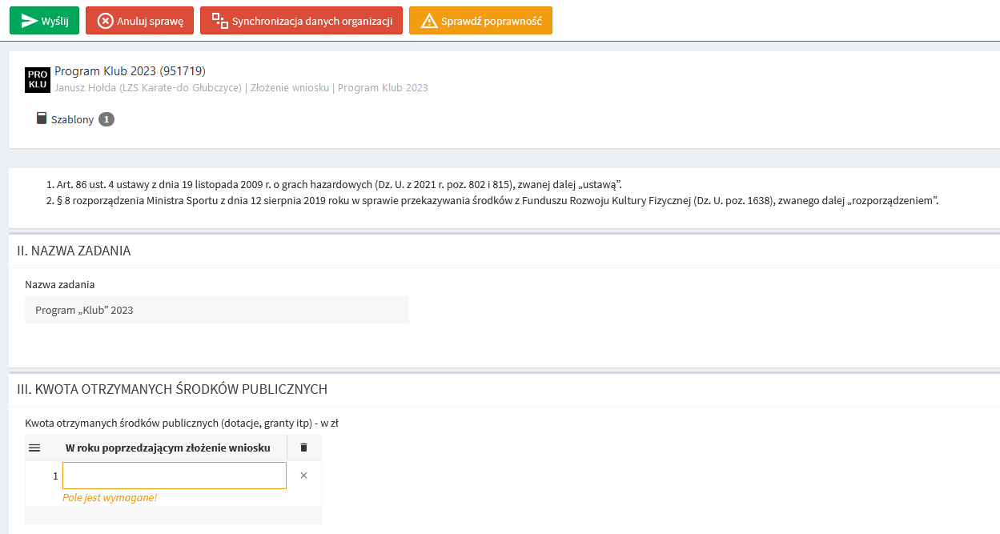 Wyślij
Anuluj sprawę
Synchronizacja danych organizacji
Sprawdź poprawność
PRO
KLU
Program Klub 2023 (951719)
Janusz Hołda (LZS Karate-do Głubczyce) | Złożenie wniosku | Program Klub 2023
Szablony 1
1. Art. 86 ust. 4 ustawy z dnia 19 listopada 2009 r. o grach hazardowych (Dz. U. z 2021 r. poz. 802 i 815), zwanej dalej „ustawą”.
2. § 8 rozporządzenia Ministra Sportu z dnia 12 sierpnia 2019 roku w sprawie przekazywania środków z Funduszu Rozwoju Kultury Fizycznej (Dz. U. poz. 1638), zwanego dalej „rozporządzeniem”.
II. NAZWA ZADANIA
Nazwa zadania
Program „Klub” 2023
III. KWOTA OTRZYMANYCH ŚRODKÓW PUBLICZNYCH
Kwota otrzymanych środków publicznych (dotacje, granty itp) - w zł
W roku poprzedzającym złożenie wniosku
1
Pole jest wymagane!